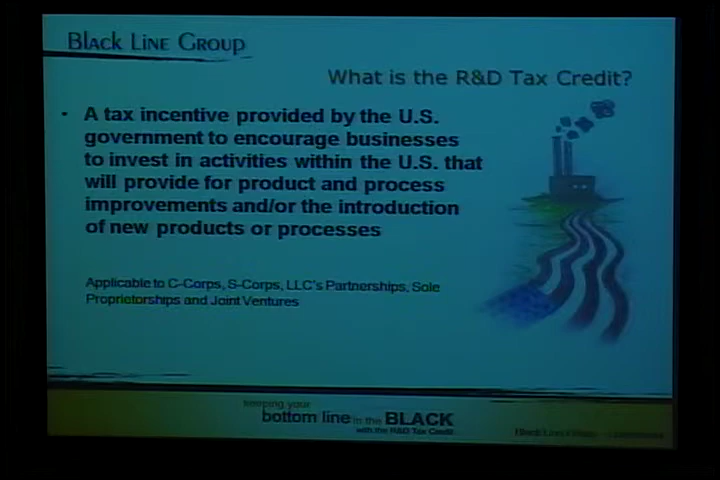 BLACK LINE GROUP
What is the R&D Tax Credit?
• A tax incentive provided by the U.S.
government to encourage businesses
to invest in activities within the U.S. that
will provide for product and process
improvements and/or the introduction
of new products or processes
Applicable to C-Corps, S-Corps, LLC's Partnerships, Sole
Proprietorships and Joint Ventures
keeping your
bottom line in the BLACK
with the R&D Tax Credit